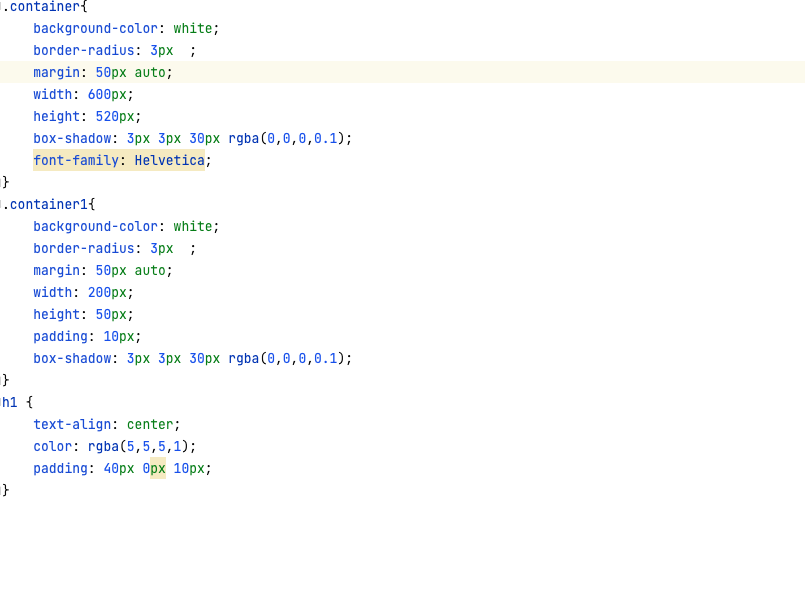 .container{
    background-color: white;
    border-radius: 3px  ;
    margin: 50px auto;
    width: 600px;
    height: 520px;
    box-shadow: 3px 3px 30px rgba(0,0,0,0.1);
    font-family: Helvetica;
}
.container1{
    background-color: white;
    border-radius: 3px  ;
    margin: 50px auto;
    width: 200px;
    height: 50px;
    padding: 10px;
    box-shadow: 3px 3px 30px rgba(0,0,0,0.1);
}
h1 {
    text-align: center;
    color: rgba(5,5,5,1);
    padding: 40px 0px 10px;
}